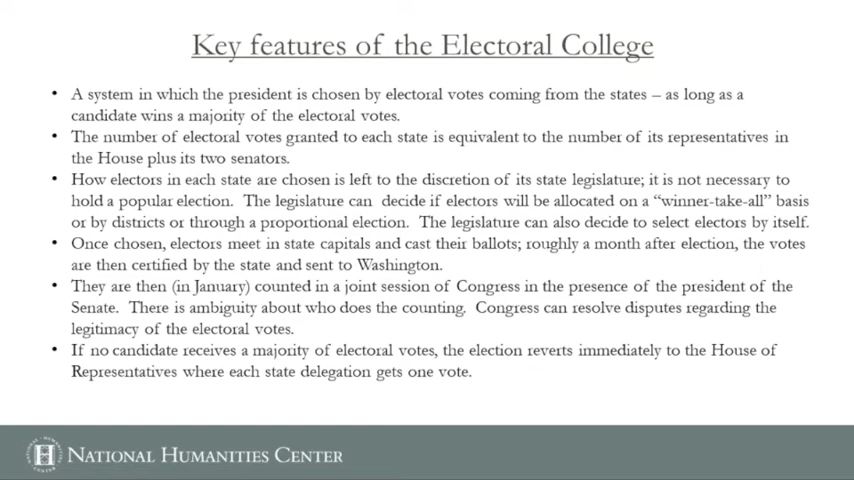 Key features of the Electoral College
• A system in which the president is chosen by electoral votes coming from the states – as long as a
candidate wins a majority of the electoral votes.
• The number of electoral votes granted to each state is equivalent to the number of its representatives in
the House plus its two senators.
• How electors in each state are chosen is left to the discretion of its state legislature; it is not necessary to
hold a popular election. The legislature can decide if electors will be allocated on a “winner-take-all” basis
or by districts or through a proportional election. The legislature can also decide to select electors by itself.
• Once chosen, electors meet in state capitals and cast their ballots; roughly a month after election, the votes
are then certified by the state and sent to Washington.
• They are then (in January) counted in a joint session of Congress in the presence of the president of the
Senate. There is ambiguity about who does the counting. Congress can resolve disputes regarding the
legitimacy of the electoral votes.
• If no candidate receives a majority of electoral votes, the election reverts immediately to the House of
Representatives where each state delegation gets one vote.
H NATIONAL HUMANITIES CENTER